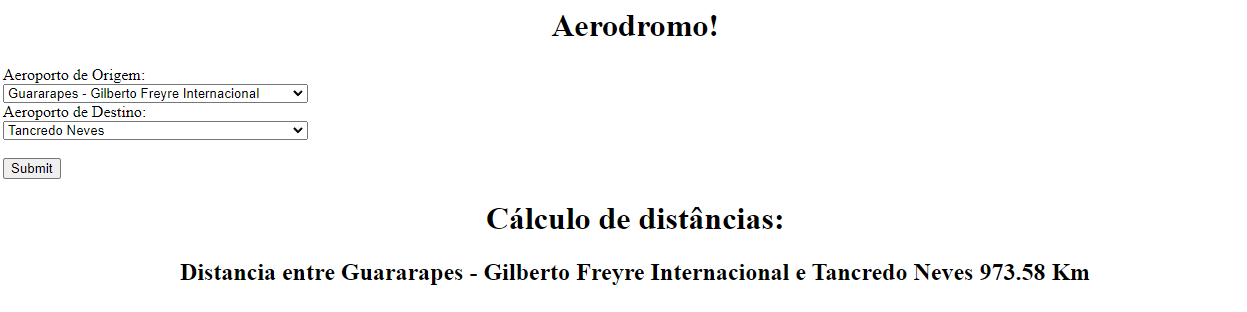 Aerodromo!
Aeroporto de Origem:
Guararapes - Gilberto Freyre Internacional
Aeroporto de Destino:
Tancredo Neves
Submit
Cálculo de distâncias:
Distancia entre Guararapes - Gilberto Freyre Internacional e Tancredo Neves 973.58 Km